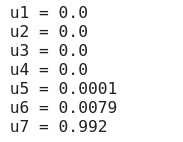 u1 = 0.0
u2 = 0.0
u3 = 0.0
u4 = 0.0
u5 = 0.0001
u6 = 0.0079
u7 = 0.992